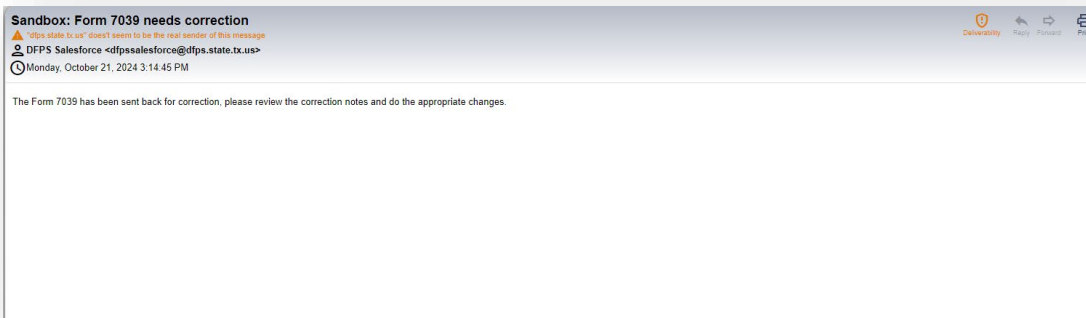 Sandbox: Form 7039 needs correction
"dfps.state.tx.us" does't seem to be the real sender of this message
DFPS Salesforce <dfpssalesforce@dfps.state.tx.us>
Monday, October 21, 2024 3:14:45 PM
Deliverability Reply Forward
The Form 7039 has been sent back for correction, please review the correction notes and do the appropriate changes.